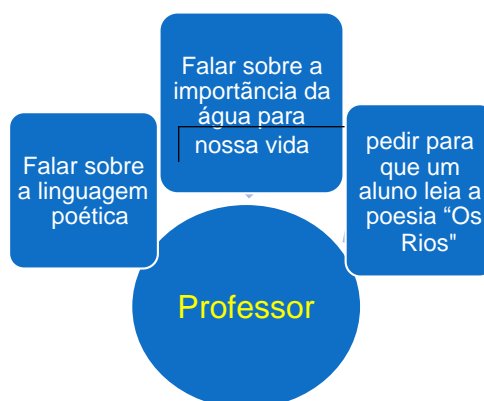 Falar sobre a
importãncia da
água para
nossa vida
Falar sobre
a linguagem
poética
pedir para
que um
aluno leia a
poesia “Os
Rios"
Professor